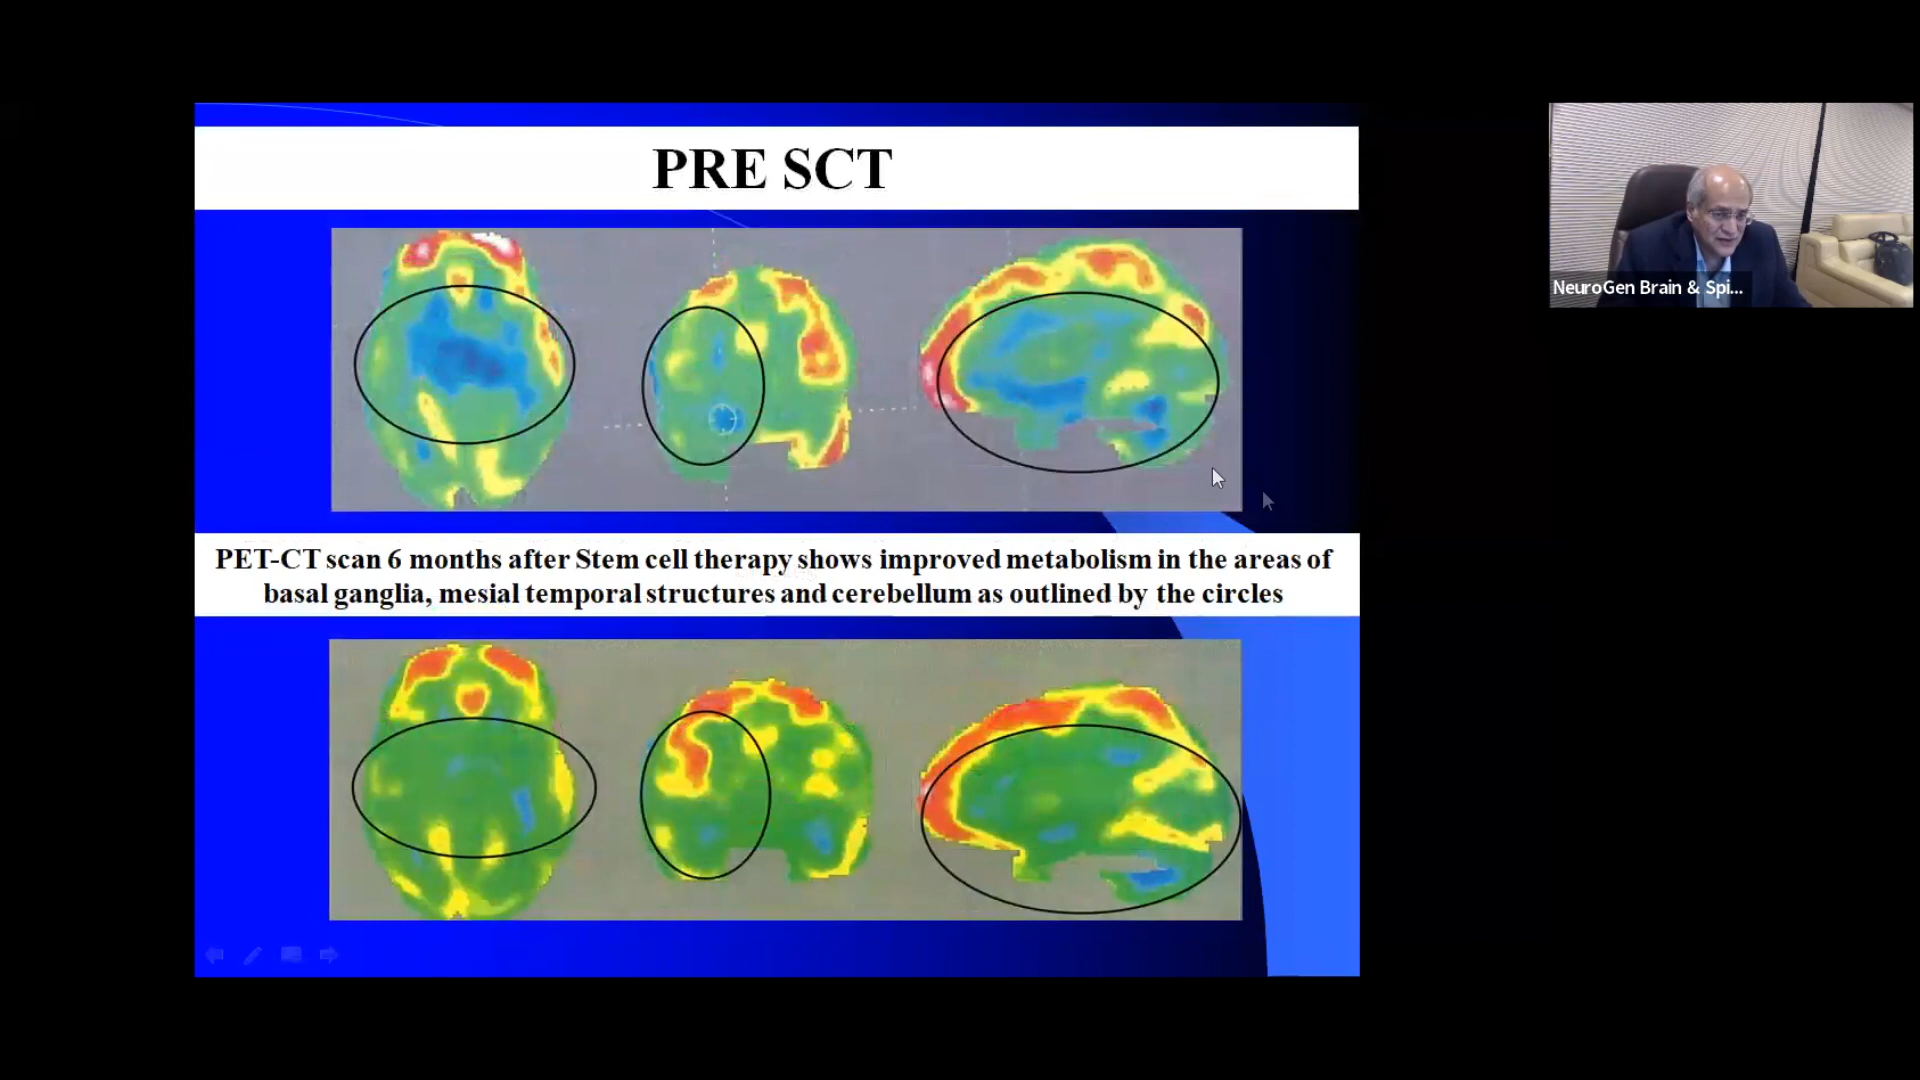 PRE SCT
NeuroGen Brain & Spi...
PET-CT scan 6 months after Stem cell therapy shows improved metabolism in the areas of
basal ganglia, mesial temporal structures and cerebellum as outlined by the circles